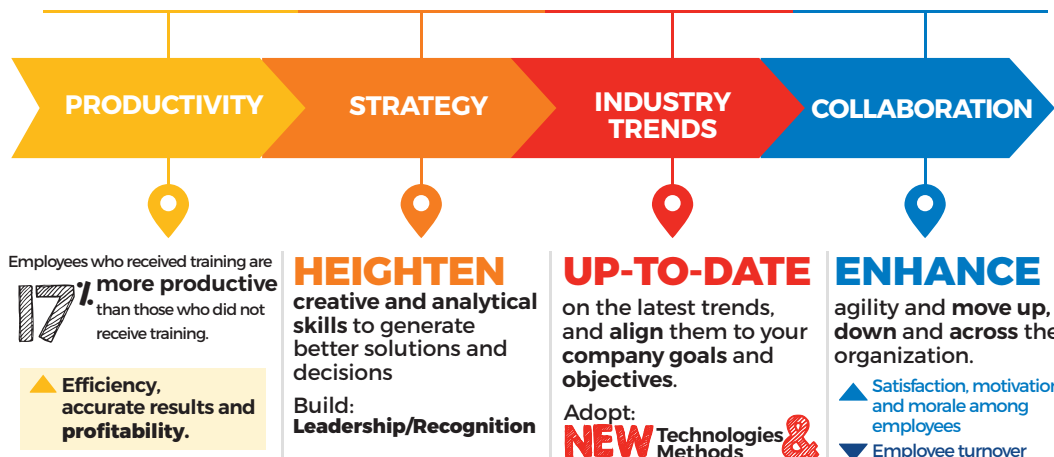 PRODUCTIVITY
STRATEGY
INDUSTRY
TRENDS
COLLABORATION
Employees who received training are
17% more productive
than those who did not
receive training.
Efficiency,
accurate results and
profitability.
HEIGHTEN
creative and analytical
skills to generate
better solutions and
decisions
Build:
Leadership/Recognition
UP-TO-DATE
on the latest trends,
and align them to your
company goals and
objectives.
Adopt:
NEW Technologies &
Methods
ENHANCE
agility and move up,
down and across the
organization.
Satisfaction, motivation
and morale among
employees
Employee turnover